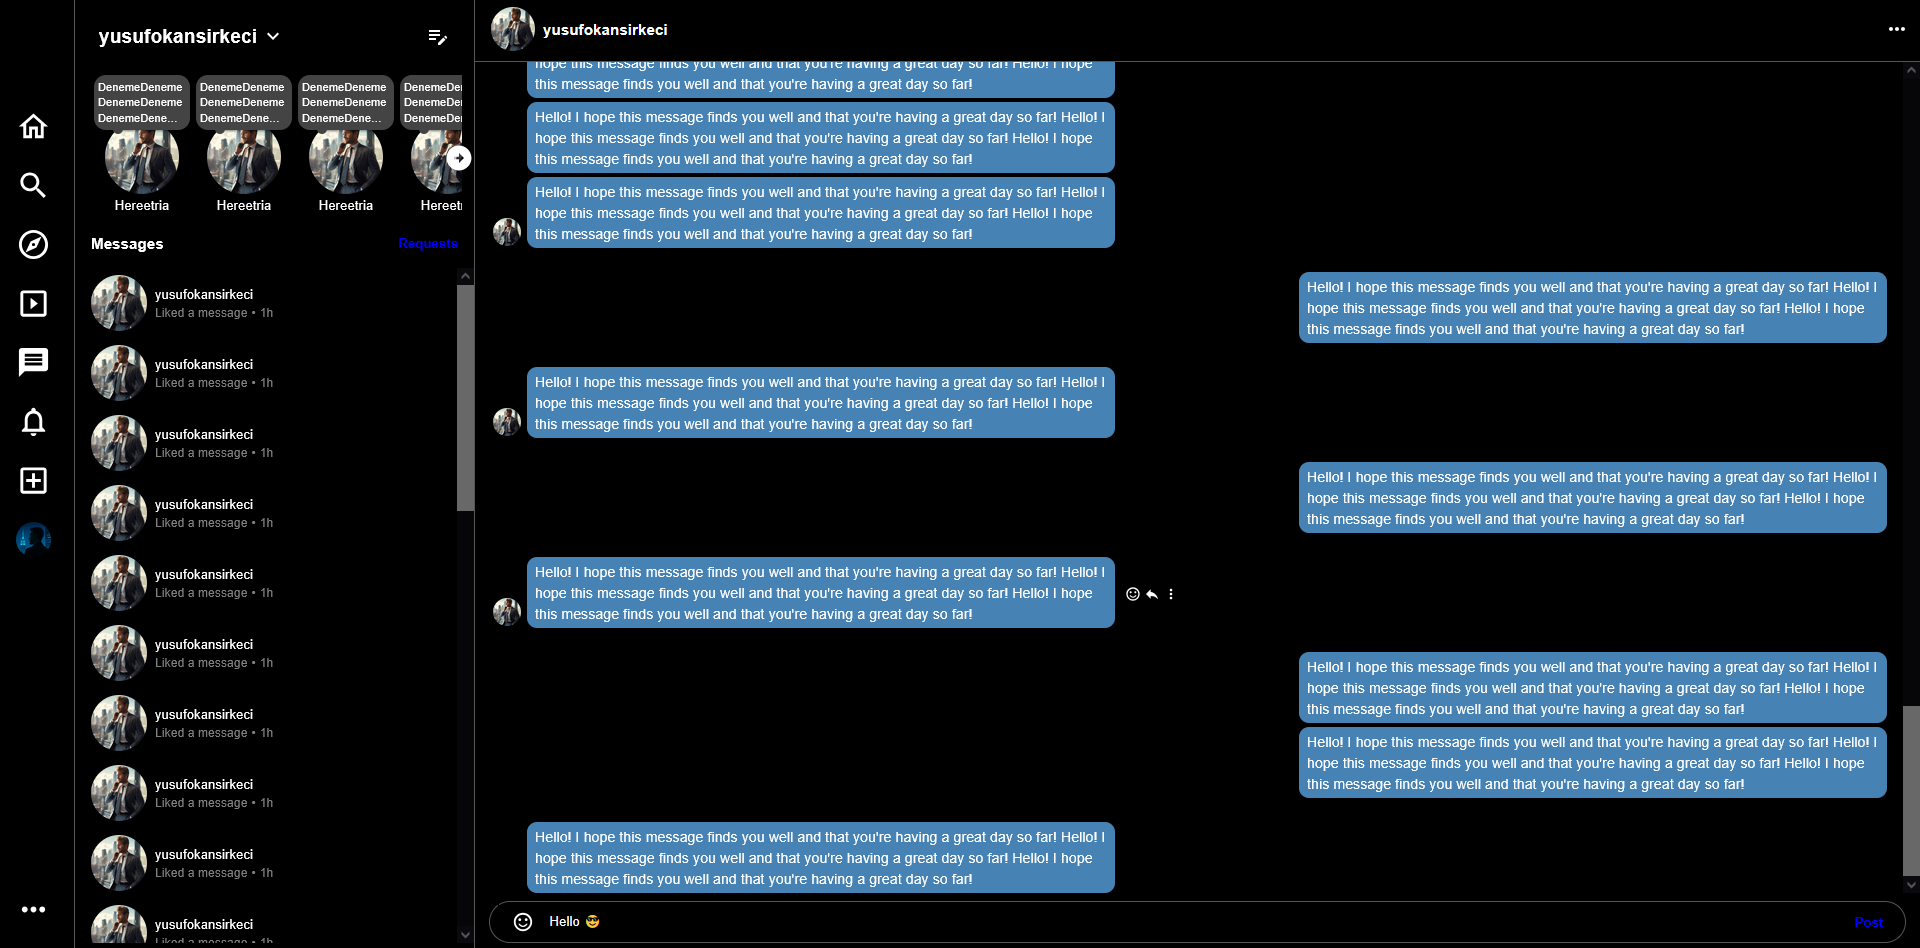 yusufokansirkeci
DenemeDeneme
DenemeDeneme
DenemeDene...
DenemeDeneme
DenemeDeneme
DenemeDene...
DenemeDeneme
DenemeDeneme
DenemeDene...
DenemeDe
DenemeDe
DenemeDe
Hereetria
Hereetria
Hereetria
Hereetri
Messages
Requests
yusufokansirkeci
Liked a message • 1h
yusufokansirkeci
Liked a message • 1h
yusufokansirkeci
Liked a message • 1h
yusufokansirkeci
Liked a message • 1h
yusufokansirkeci
Liked a message • 1h
yusufokansirkeci
Liked a message • 1h
yusufokansirkeci
Liked a message • 1h
yusufokansirkeci
Liked a message • 1h
yusufokansirkeci
Liked a message • 1h
yusufokansirkeci
Liked a message • 1h
yusufokansirkeci
hope this message finds you well and that you're having a great day so far! Hello! I hope
this message finds you well and that you're having a great day so far!
Hello! I hope this message finds you well and that you're having a great day so far! Hello! I
hope this message finds you well and that you're having a great day so far! Hello! I hope
this message finds you well and that you're having a great day so far!
Hello! I hope this message finds you well and that you're having a great day so far! Hello! I
hope this message finds you well and that you're having a great day so far! Hello! I hope
this message finds you well and that you're having a great day so far!
Hello! I hope this message finds you well and that you're having a great day so far! Hello! I
hope this message finds you well and that you're having a great day so far! Hello! I hope
this message finds you well and that you're having a great day so far!
Hello! I hope this message finds you well and that you're having a great day so far! Hello! I
hope this message finds you well and that you're having a great day so far! Hello! I hope
this message finds you well and that you're having a great day so far!
Hello! I hope this message finds you well and that you're having a great day so far! Hello! I
hope this message finds you well and that you're having a great day so far! Hello! I hope
this message finds you well and that you're having a great day so far!
Hello! I hope this message finds you well and that you're having a great day so far! Hello! I
hope this message finds you well and that you're having a great day so far! Hello! I hope
this message finds you well and that you're having a great day so far!
Hello! I hope this message finds you well and that you're having a great day so far! Hello! I
hope this message finds you well and that you're having a great day so far! Hello! I hope
this message finds you well and that you're having a great day so far!
Hello! I hope this message finds you well and that you're having a great day so far! Hello! I
hope this message finds you well and that you're having a great day so far! Hello! I hope
this message finds you well and that you're having a great day so far!
Hello! I hope this message finds you well and that you're having a great day so far! Hello! I
hope this message finds you well and that you're having a great day so far! Hello! I hope
this message finds you well and that you're having a great day so far!
Hello 😎
Post